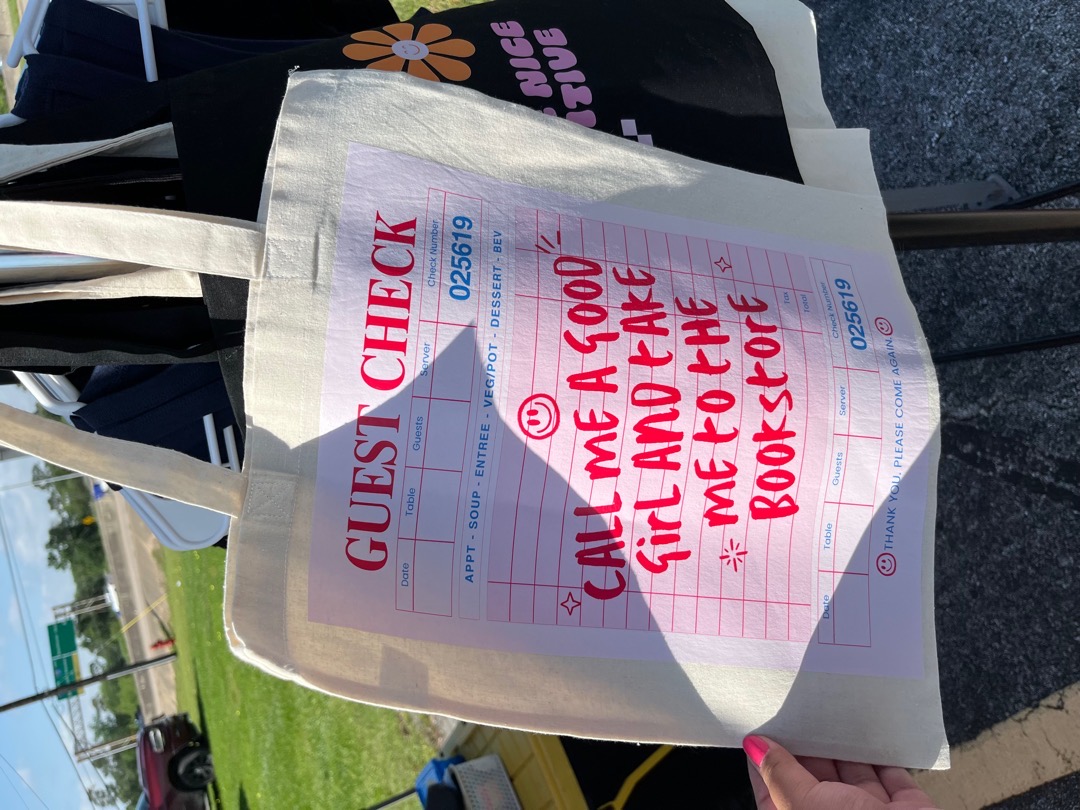 NICE
GUEST CHECK
Date Table Guests Server Check Number
025619
APPT - SOUP - ENTREE - VEG/POT - DESSERT - BEV
CALL ME A GOOD
GIRL AND TAKE
ME TO THE
BOOKSTORE
Tax
Total
Date Table Guests Server Check Number
025619
THANK YOU. PLEASE COME AGAIN.